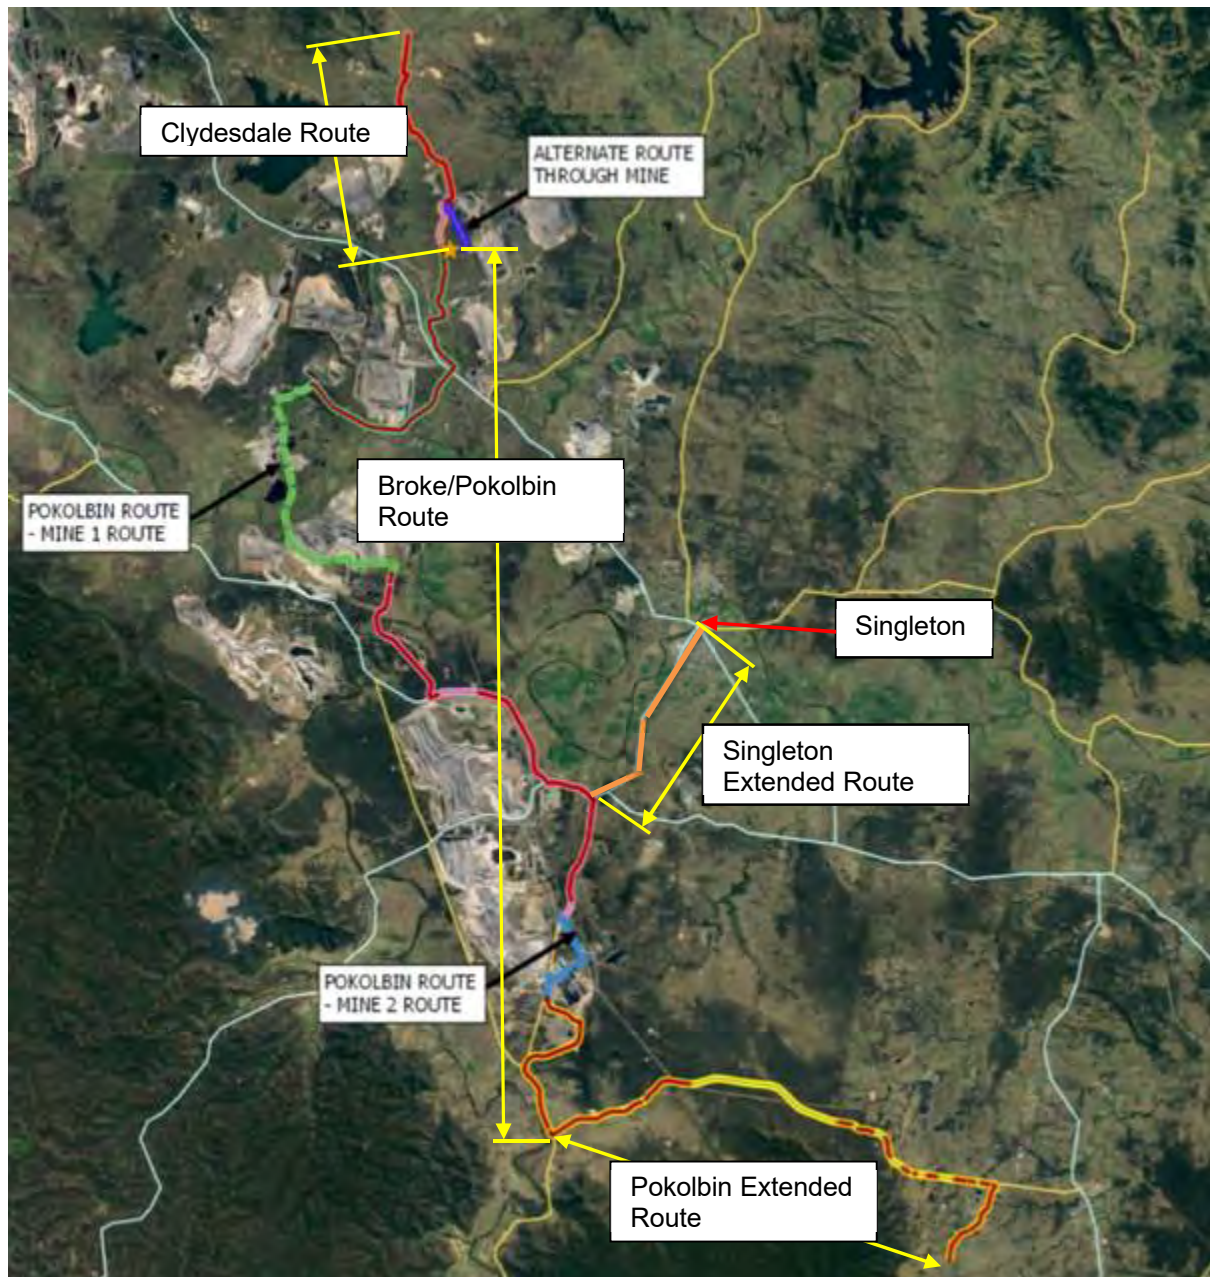 Clydesdale Route
ALTERNATE ROUTE
THROUGH MINE
Broke/Pokolbin
Route
POKOLBIN ROUTE
- MINE 1 ROUTE
Singleton
Singleton
Extended Route
POKOLBIN ROUTE
- MINE 2 ROUTE
Pokolbin Extended
Route